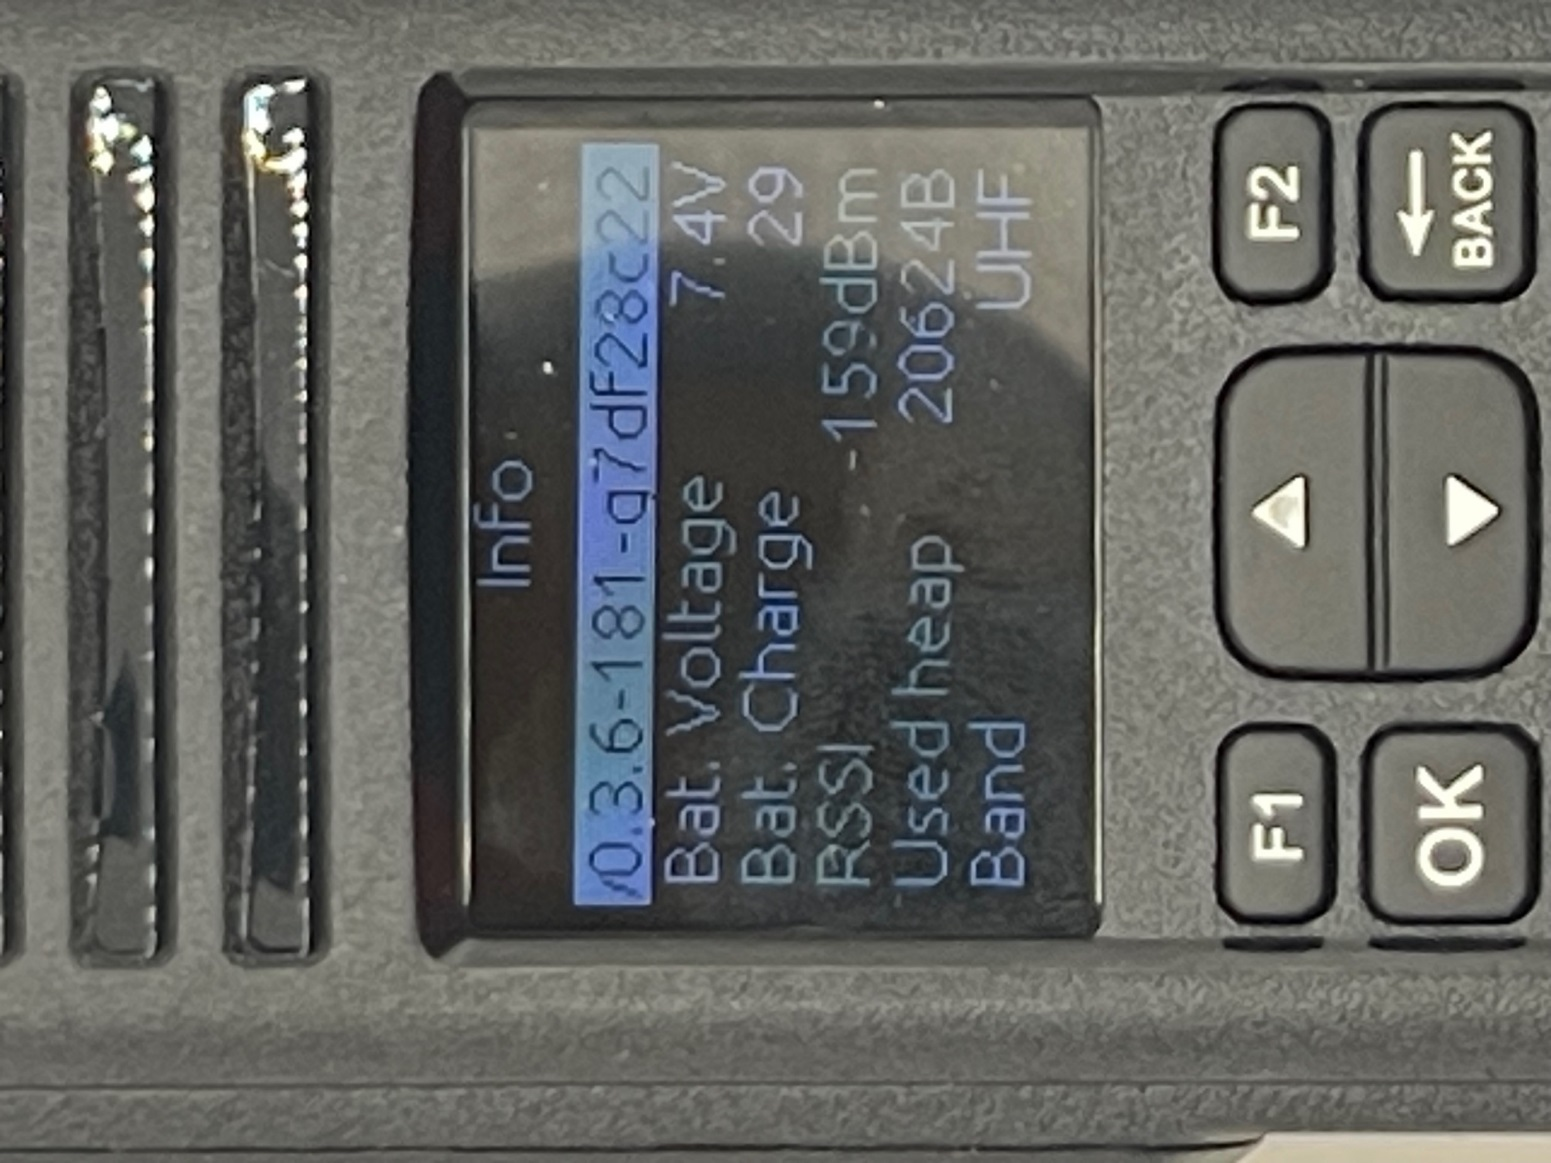 Info
v0.3.6-181-g7df28c22
Bat. Voltage 7.4V
Bat. Charge 29
RSSI -159dBm
Used heap 20624B
Band UHF
F1 F2
OK BACK